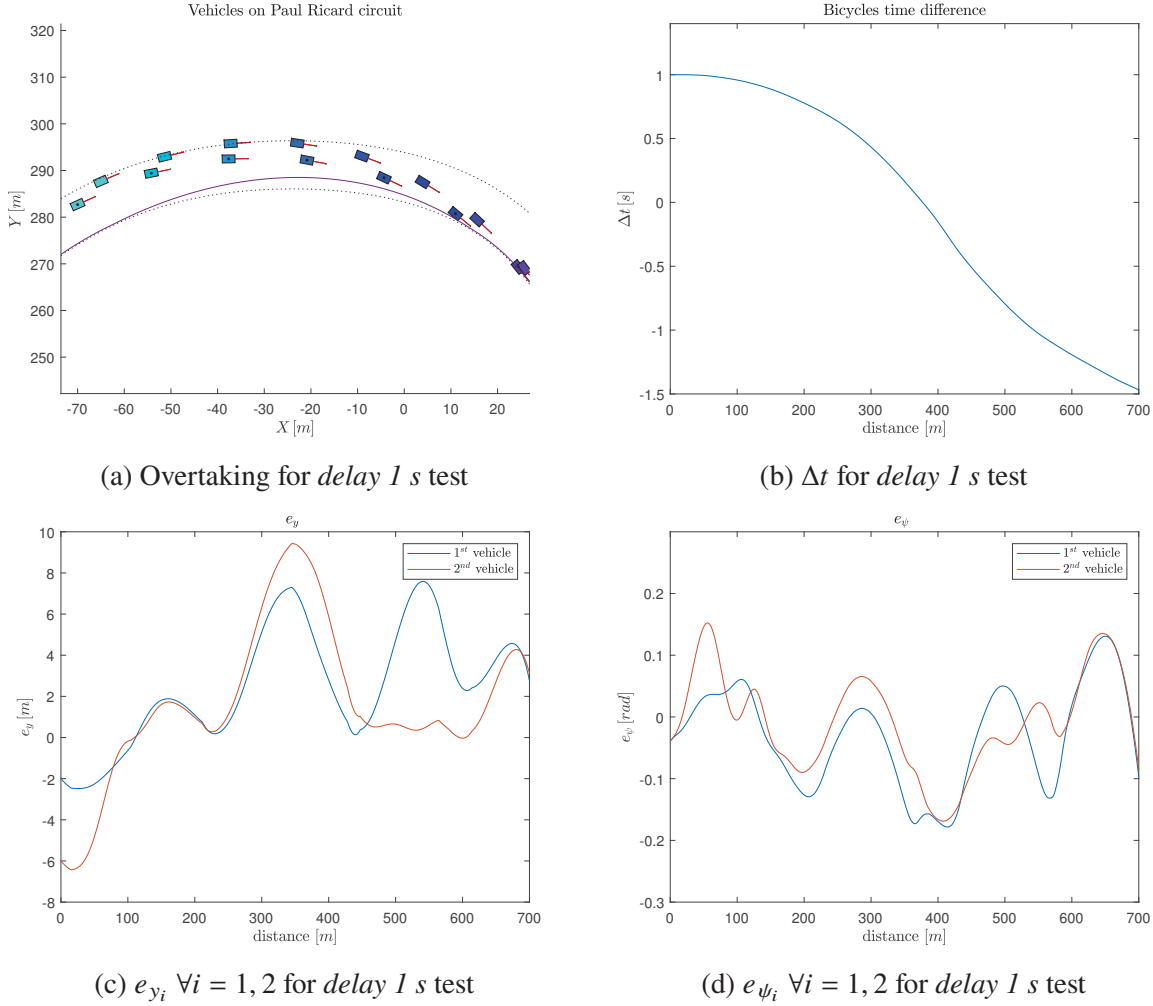 Vehicles on Paul Ricard circuit
320
310
300
290
280
270
260
250
Y [m]
-70 -60 -50 -40 -30 -20 -10 0 10 20
X [m]
(a) Overtaking for delay 1 s test
Bicycles time difference
1
0.5
0
-0.5
-1
-1.5
Δt [s]
0 100 200 300 400 500 600 700
distance [m]
(b) Δt for delay 1 s test
e_y
1st vehicle
2nd vehicle
10
8
6
4
2
0
-2
-4
-6
-8
e_y [m]
0 100 200 300 400 500 600 700
distance [m]
(c) e_{y_i} ∀i = 1, 2 for delay 1 s test
e_ψ
1st vehicle
2nd vehicle
0.2
0.1
0
-0.1
-0.2
-0.3
e_ψ [rad]
0 100 200 300 400 500 600 700
distance [m]
(d) e_{ψ_i} ∀i = 1, 2 for delay 1 s test